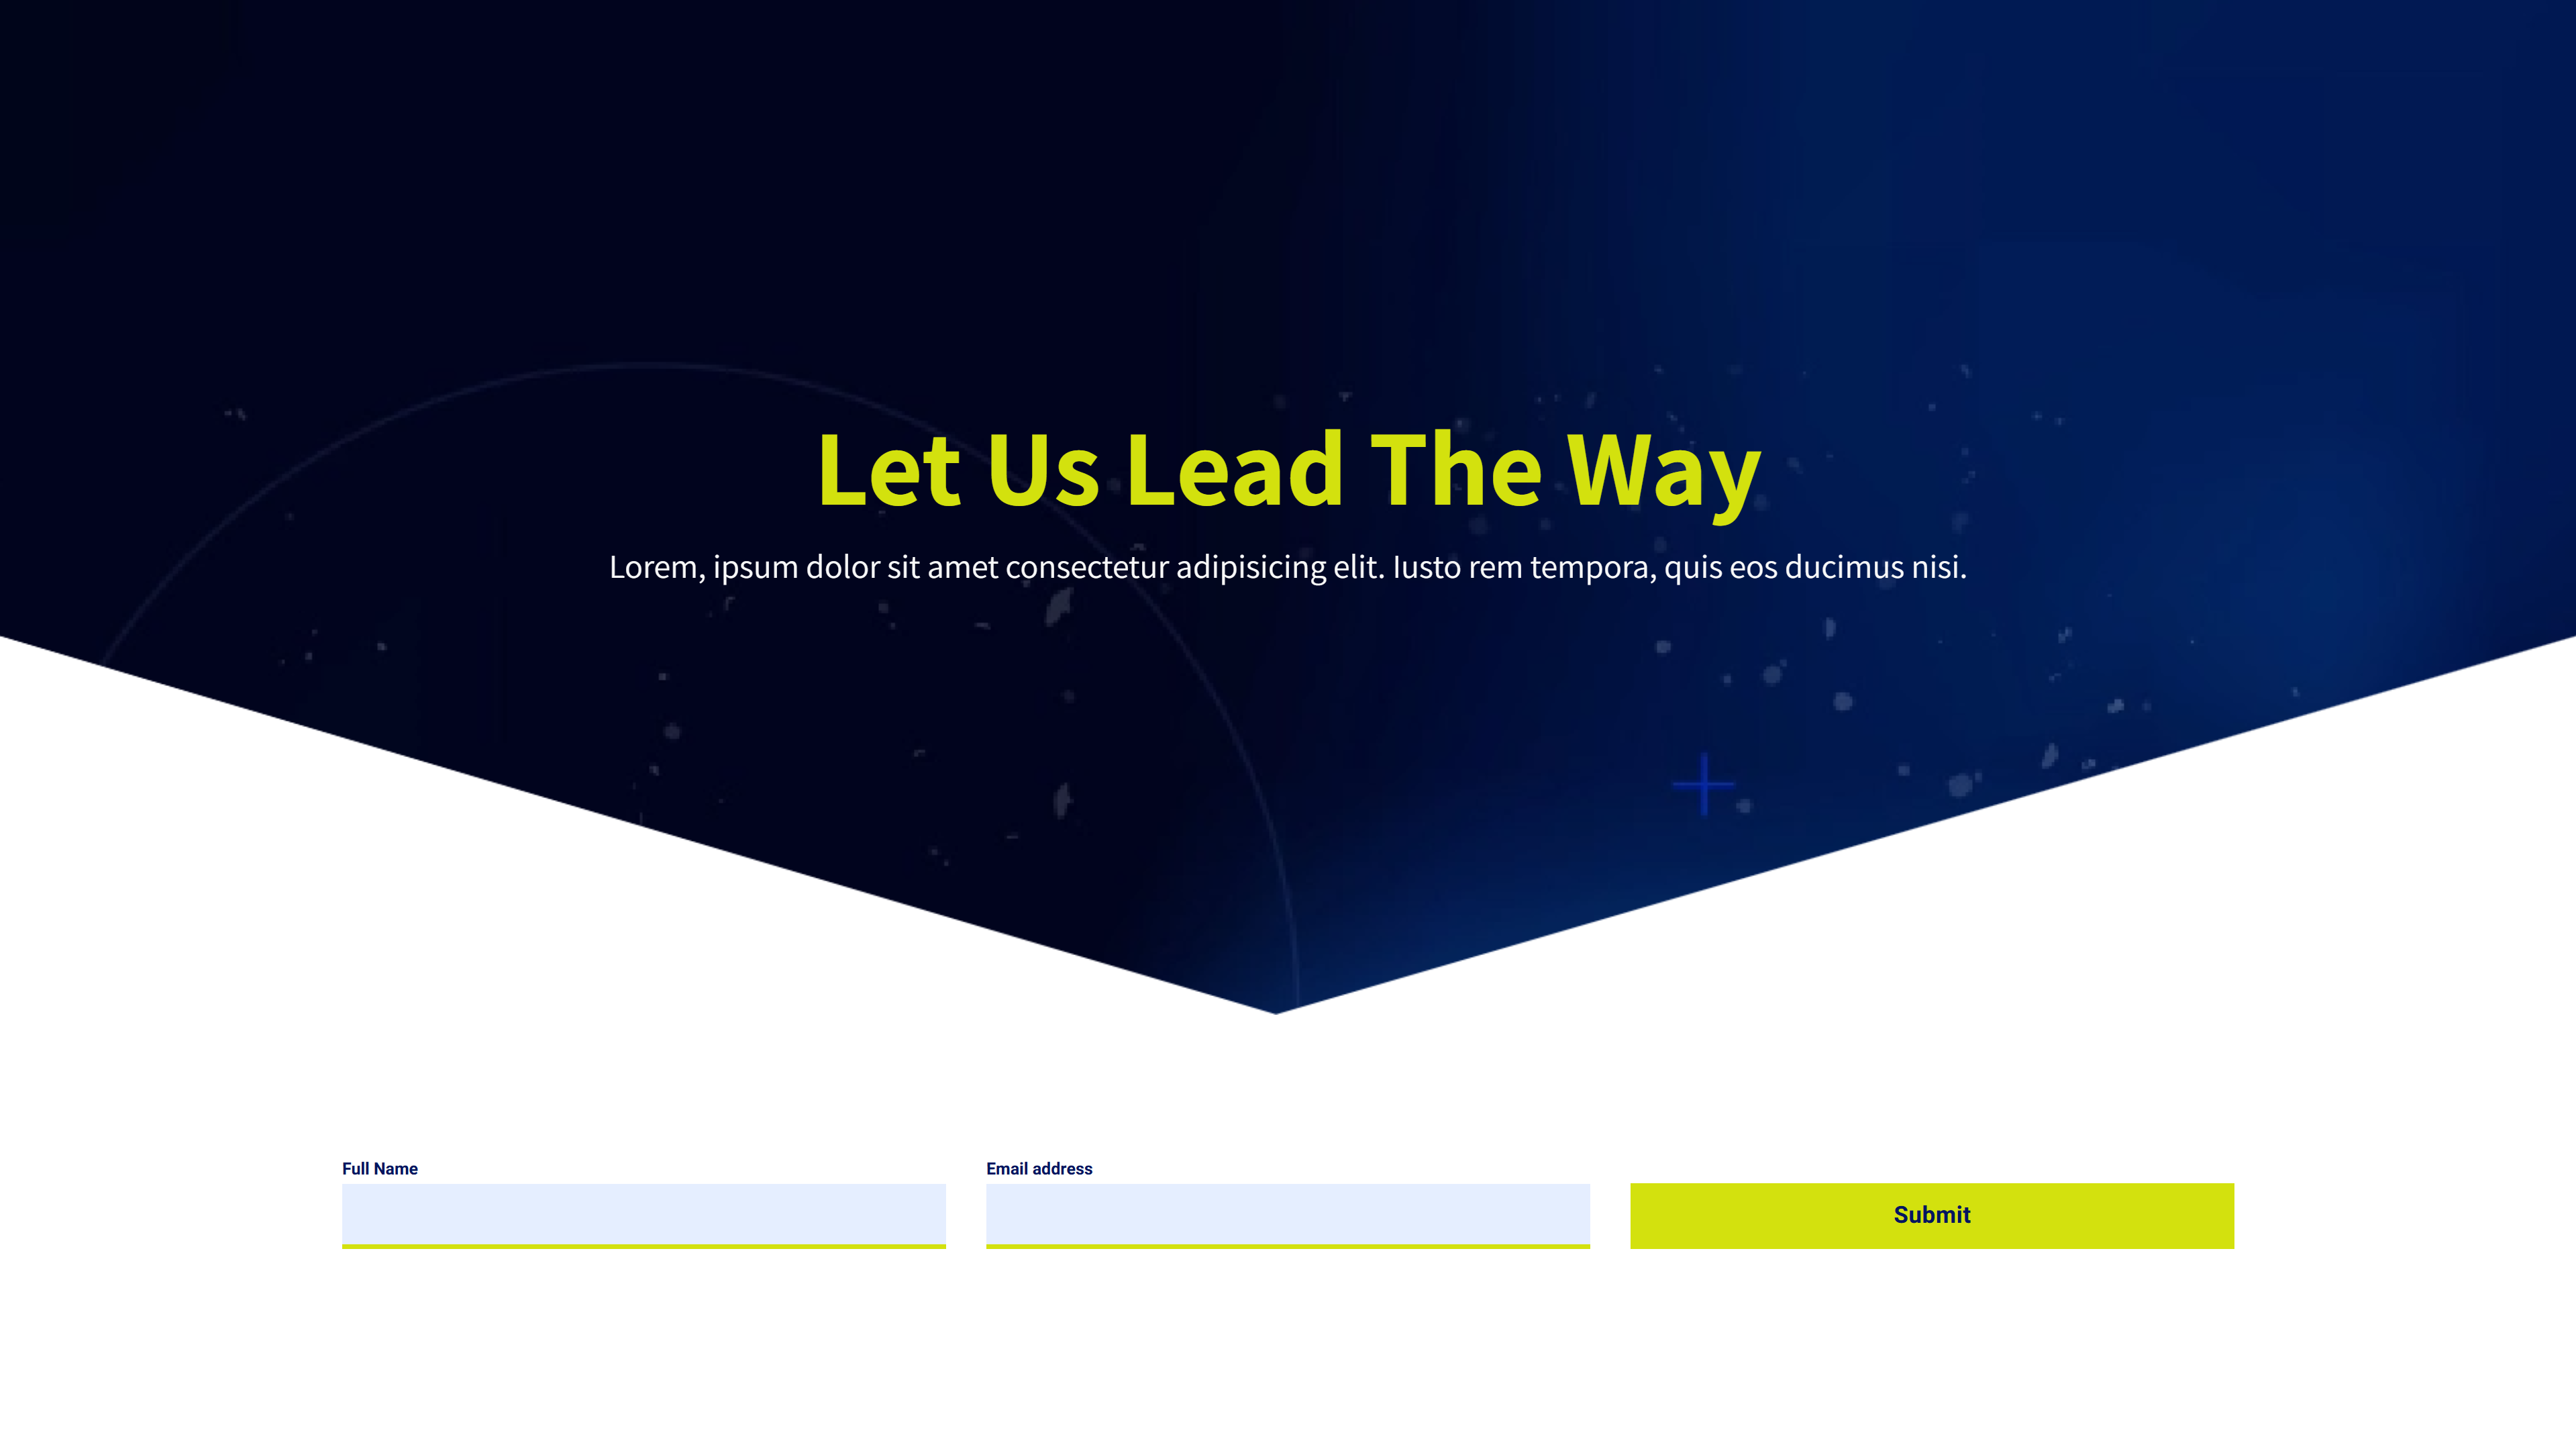 Let Us Lead The Way
Lorem, ipsum dolor sit amet consectetur adipisicing elit. Iusto rem tempora, quis eos ducimus nisi.
Full Name
Email address
Submit